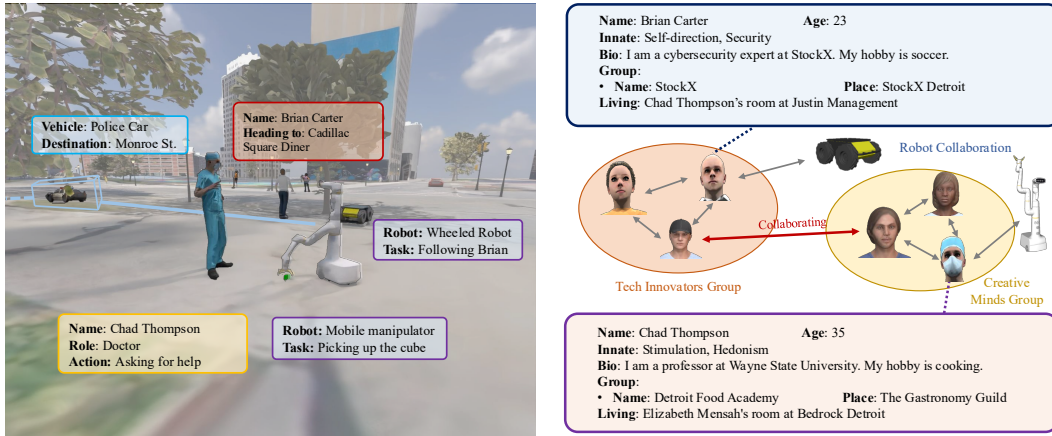 Vehicle: Police Car
Destination: Monroe St.
Name: Brian Carter
Heading to: Cadillac
Square Diner
Robot: Wheeled Robot
Task: Following Brian
Name: Chad Thompson
Role: Doctor
Action: Asking for help
Robot: Mobile manipulator
Task: Picking up the cube
Name: Brian Carter Age: 23
Innate: Self-direction, Security
Bio: I am a cybersecurity expert at StockX. My hobby is soccer.
Group:
• Name: StockX Place: StockX Detroit
Living: Chad Thompson's room at Justin Management
Robot Collaboration
Collaborating
Tech Innovators Group
Creative
Minds Group
Name: Chad Thompson Age: 35
Innate: Stimulation, Hedonism
Bio: I am a professor at Wayne State University. My hobby is cooking.
Group:
• Name: Detroit Food Academy Place: The Gastronomy Guild
Living: Elizabeth Mensah's room at Bedrock Detroit